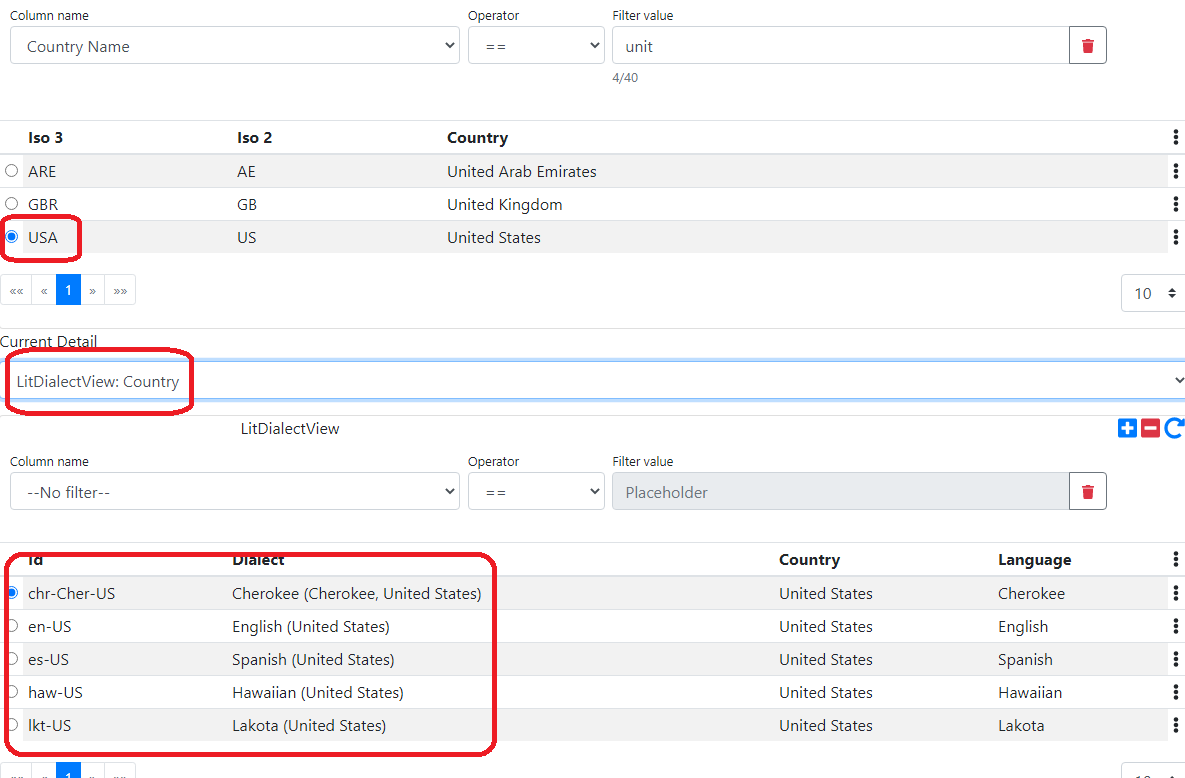 Column name Operator Filter value
Country Name == unit
4/40
Iso 3 Iso 2 Country
ARE AE United Arab Emirates
GBR GB United Kingdom
USA US United States
«« « 1 » »» 10
Current Detail
LitDialectView: Country
LitDialectView
Column name Operator Filter value
--No filter-- == Placeholder
Id Dialect Country Language
chr-Cher-US Cherokee (Cherokee, United States) United States Cherokee
en-US English (United States) United States English
es-US Spanish (United States) United States Spanish
haw-US Hawaiian (United States) United States Hawaiian
lkt-US Lakota (United States) United States Lakota
«« « 1 » »» 10